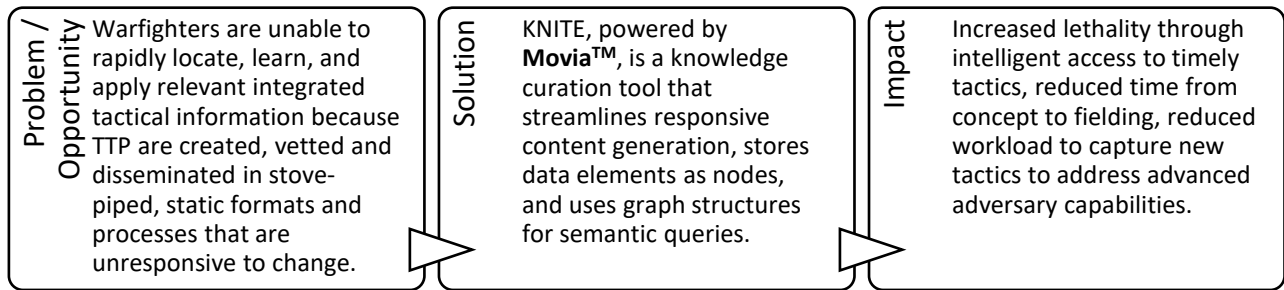 Problem /
Opportunity
Warfighters are unable to
rapidly locate, learn, and
apply relevant integrated
tactical information because
TTP are created, vetted and
disseminated in stove-
piped, static formats and
processes that are
unresponsive to change.
Solution
KNITE, powered by
Movia™, is a knowledge
curation tool that
streamlines responsive
content generation, stores
data elements as nodes,
and uses graph structures
for semantic queries.
Impact
Increased lethality through
intelligent access to timely
tactics, reduced time from
concept to fielding, reduced
workload to capture new
tactics to address advanced
adversary capabilities.